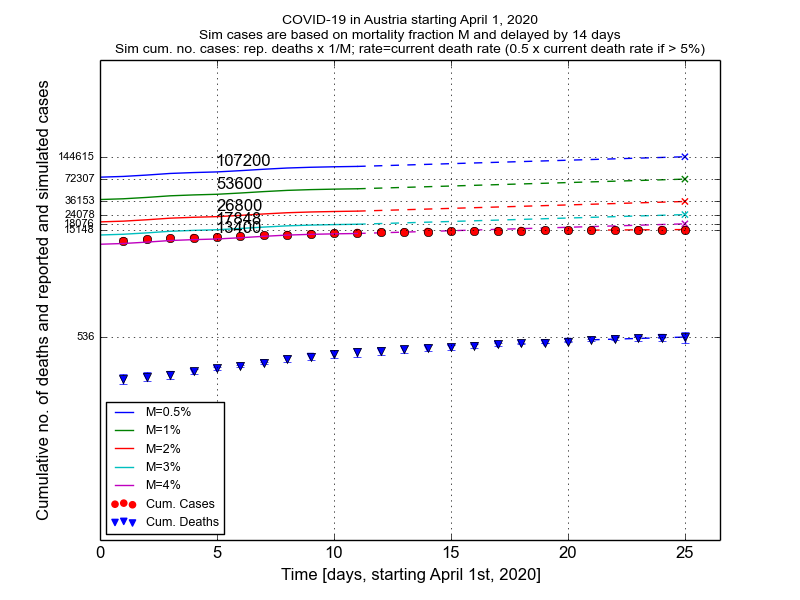 COVID-19 in Austria starting April 1, 2020
Sim cases are based on mortality fraction M and delayed by 14 days
Sim cum. no. cases: rep. deaths x 1/M; rate=current death rate (0.5 x current death rate if > 5%)
Cumulative no. of deaths and reported and simulated cases
144615
72307
36153
24078
18076
15148
536
107200
53600
26800
17848
13400
M=0.5%
M=1%
M=2%
M=3%
M=4%
Cum. Cases
Cum. Deaths
0 5 10 15 20 25
Time [days, starting April 1st, 2020]